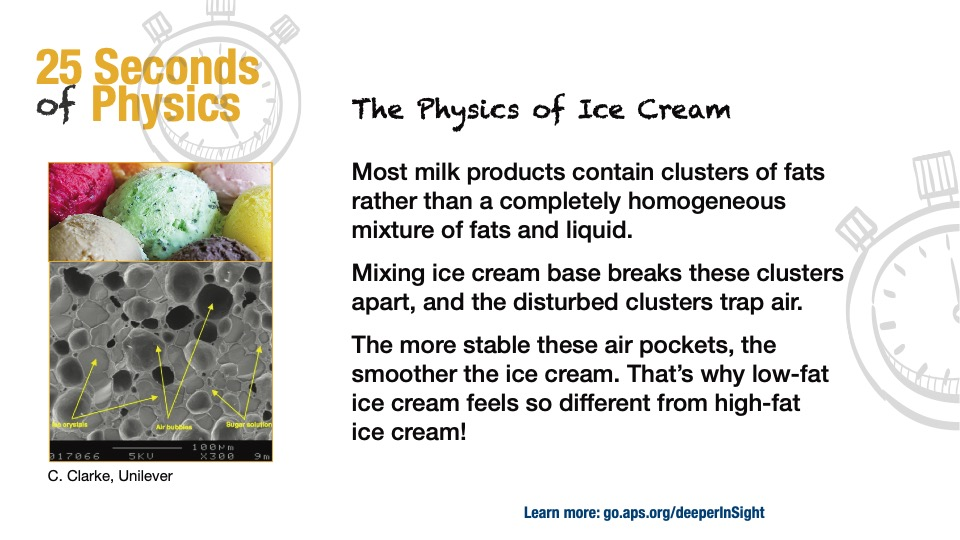 25 Seconds
of Physics
The Physics of Ice Cream
Most milk products contain clusters of fats
rather than a completely homogeneous
mixture of fats and liquid.
Mixing ice cream base breaks these clusters
apart, and the disturbed clusters trap air.
The more stable these air pockets, the
smoother the ice cream. That's why low-fat
ice cream feels so different from high-fat
ice cream!
Ice crystals
Air bubbles
Sugar solution
100µm
017066 5KV X300 9m
C. Clarke, Unilever
Learn more: go.aps.org/deeperInSight